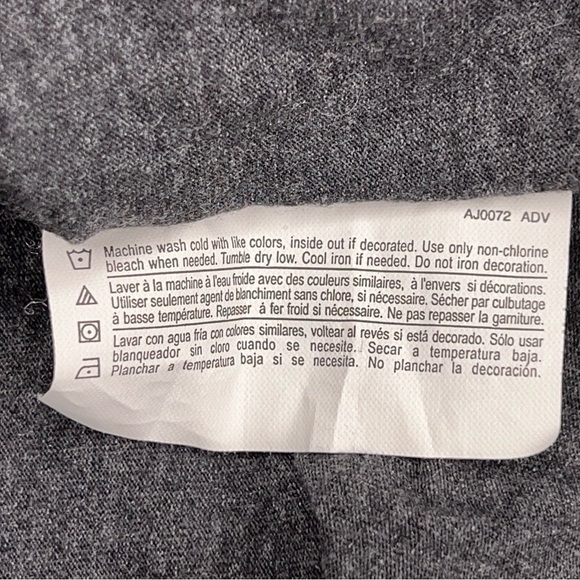 AJ0072 ADV
Machine wash cold with like colors, inside out if decorated. Use only non-chlorine
bleach when needed. Tumble dry low. Cool iron if needed. Do not iron decoration.
Laver à la machine à l'eau froide avec des couleurs similaires, à l'envers si décorations.
Utiliser seulement agent de blanchiment sans chlore, si nécessaire. Sécher par culbutage
à basse température. Repasser á fer froid si nécessaire. Ne pas repasser la garniture.
Lavar con agua fría con colores similares, voltear al revés si está decorado. Sólo usar
blanqueador sin cloro cuando se necesite. Secar a temperatura baja.
Planchar a temperatura baja si se necesita. No planchar la decoración.